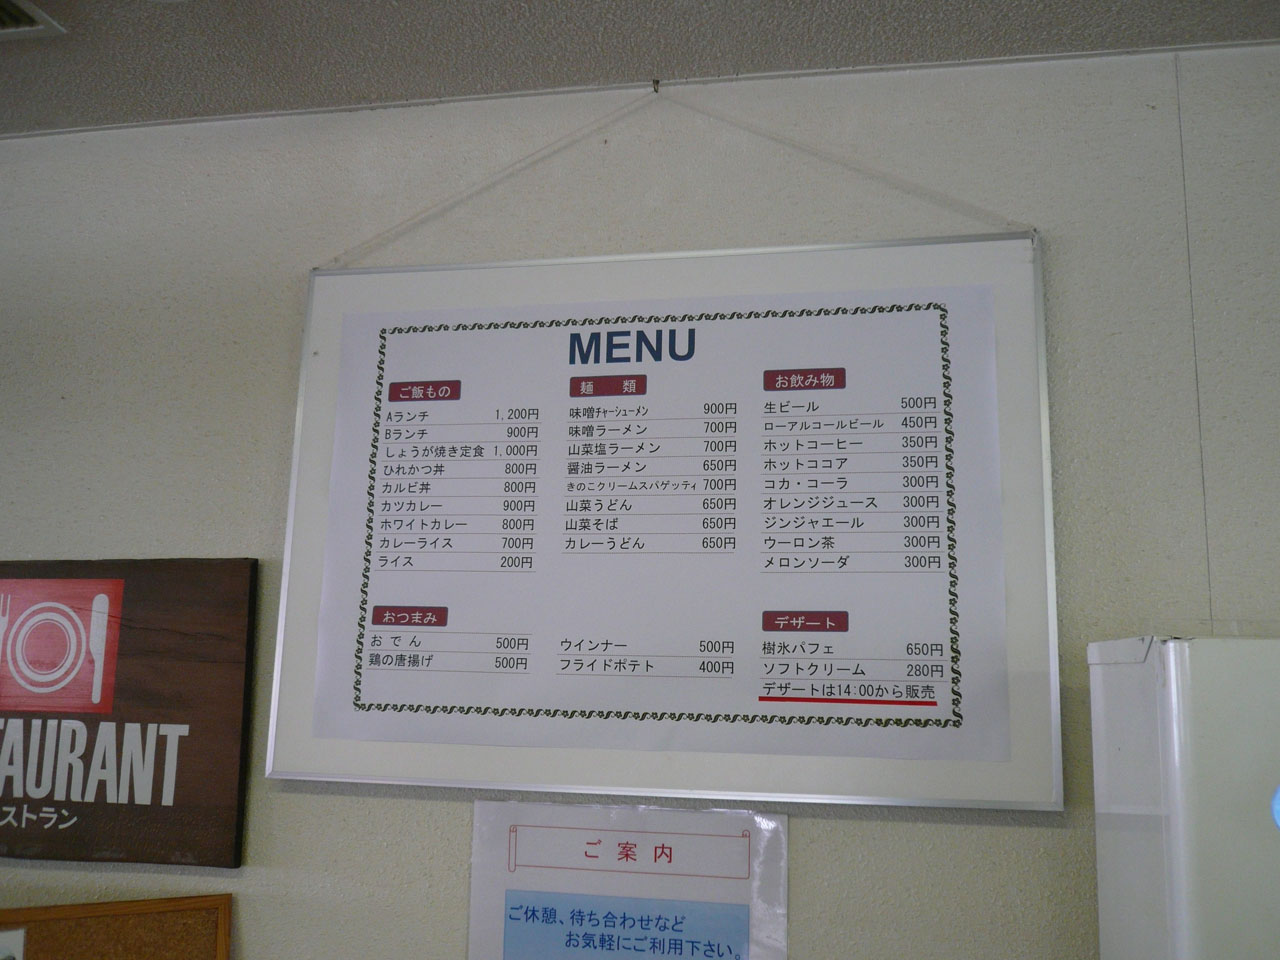 MENU
ご飯もの
Aランチ 1,200円
Bランチ 900円
しょうが焼き定食 1,000円
ひれかつ丼 800円
カルビ丼 800円
カツカレー 900円
ホワイトカレー 800円
カレーライス 700円
ライス 200円
麺 類
味噌ﾁｬｰｼｭｰﾒﾝ 900円
味噌ラーメン 700円
山菜塩ラーメン 700円
醤油ラーメン 650円
きのこクリームスパゲッティ 700円
山菜うどん 650円
山菜そば 650円
カレーうどん 650円
お飲み物
生ビール 500円
ローアルコールビール 450円
ホットコーヒー 350円
ホットココア 350円
コカ・コーラ 300円
オレンジジュース 300円
ジンジャエール 300円
ウーロン茶 300円
メロンソーダ 300円
おつまみ
おでん 500円
鶏の唐揚げ 500円
ウインナー 500円
フライドポテト 400円
デザート
樹氷パフェ 650円
ソフトクリーム 280円
デザートは14:00から販売
TAURANT
ストラン
ご案内
ご休憩、待ち合わせなど
お気軽にご利用下さい。